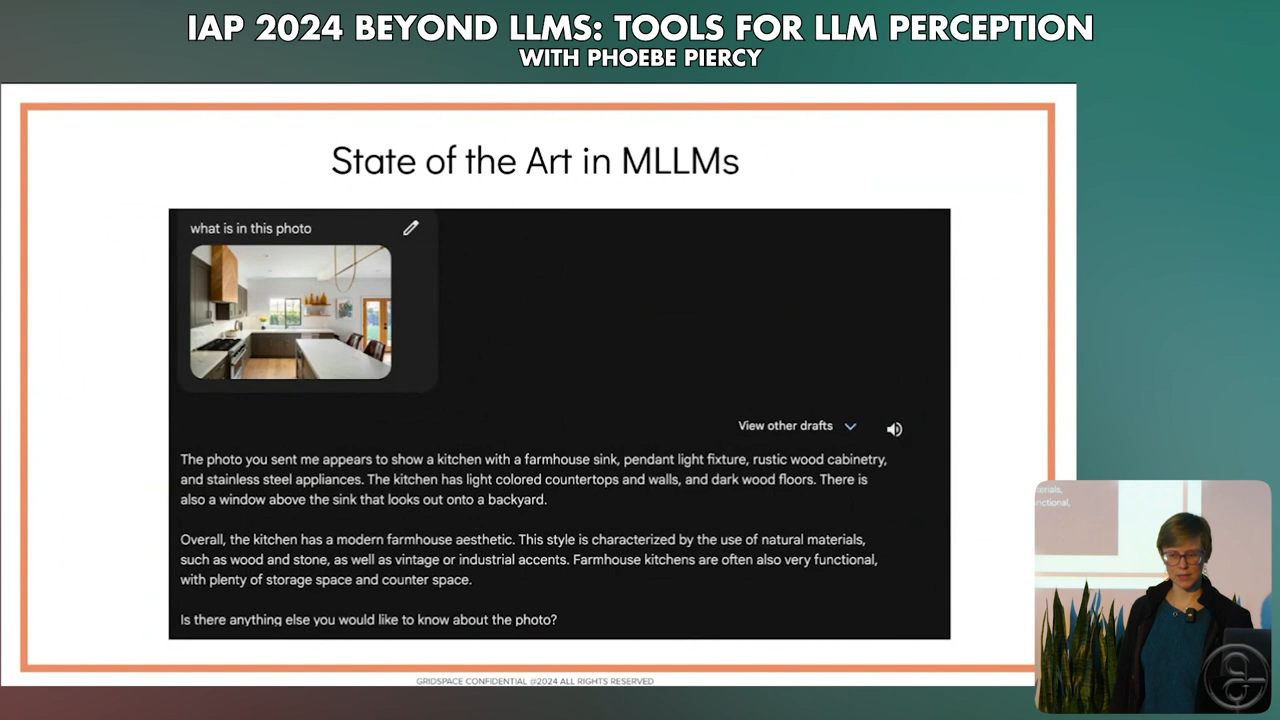 IAP 2024 BEYOND LLMS: TOOLS FOR LLM PERCEPTION
WITH PHOEBE PIERCY
State of the Art in MLLMs
what is in this photo
View other drafts
The photo you sent me appears to show a kitchen with a farmhouse sink, pendant light fixture, rustic wood cabinetry,
and stainless steel appliances. The kitchen has light colored countertops and walls, and dark wood floors. There is
also a window above the sink that looks out onto a backyard.
Overall, the kitchen has a modern farmhouse aesthetic. This style is characterized by the use of natural materials,
such as wood and stone, as well as vintage or industrial accents. Farmhouse kitchens are often also very functional,
with plenty of storage space and counter space.
Is there anything else you would like to know about the photo?
GRIDSPACE CONFIDENTIAL @2024 ALL RIGHTS RESERVED